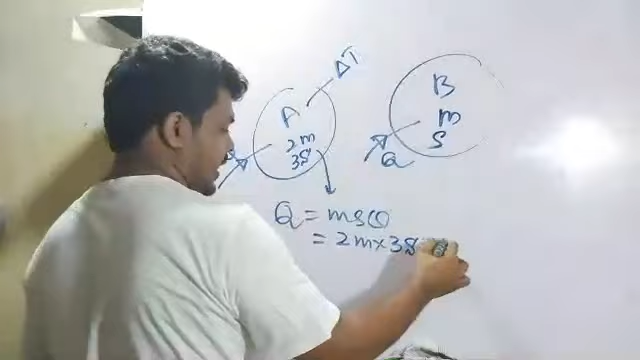 ΔT
A
2m
3S
B
m
S
Q
Q = msθ
= 2m×3S